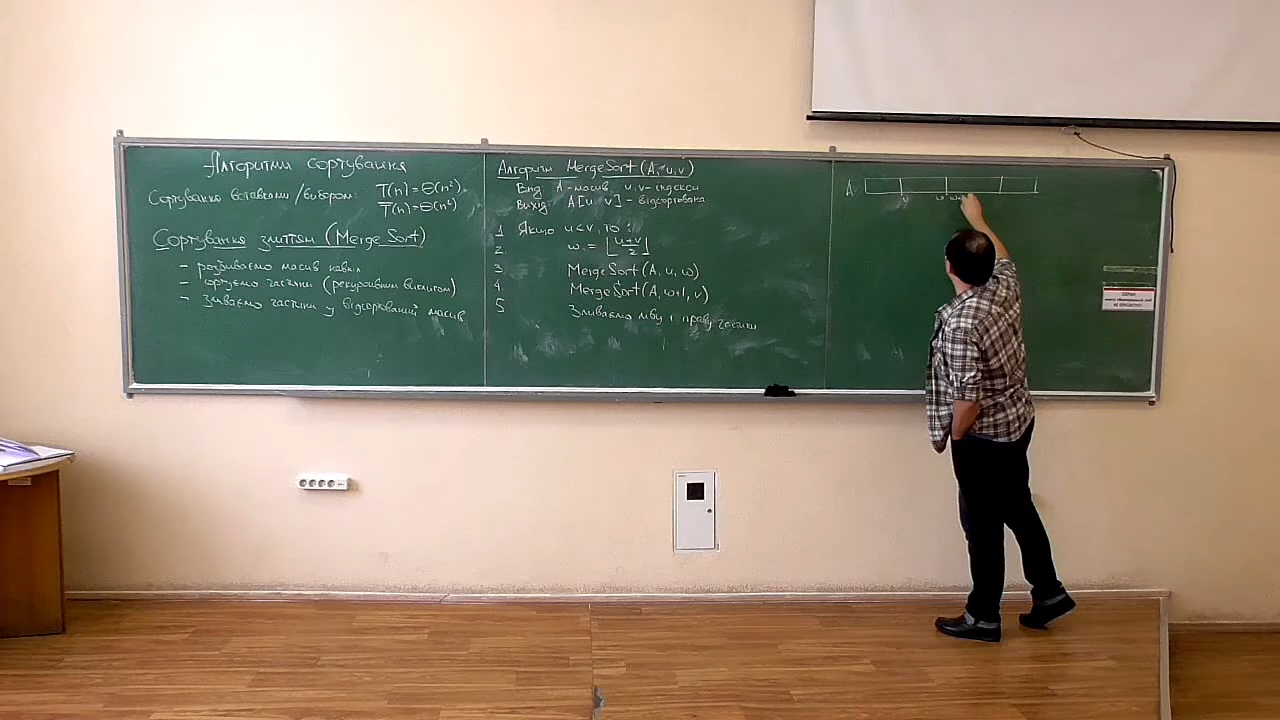 Алгоритми сортування
Сортування вставками/вибором: T(n)=Θ(n²),
T̅(n)=Θ(n²)
Сортування злиттям (Merge Sort)
– розбиваємо масив навпіл
– сортуємо частини (рекурсивним викликом)
– зливаємо частини у відсортований масив
Алгоритм MergeSort(A, u, v)
Вхід: A-масив, u,v-індекси
Вихід: A[u:v] – відсортована
1. Якщо u<v, то:
2. w = ⌊(u+v)/2⌋
3. MergeSort(A, u, w)
4. MergeSort(A, w+1, v)
5 Зливаємо ліву і праву частини
A:
u w w+1